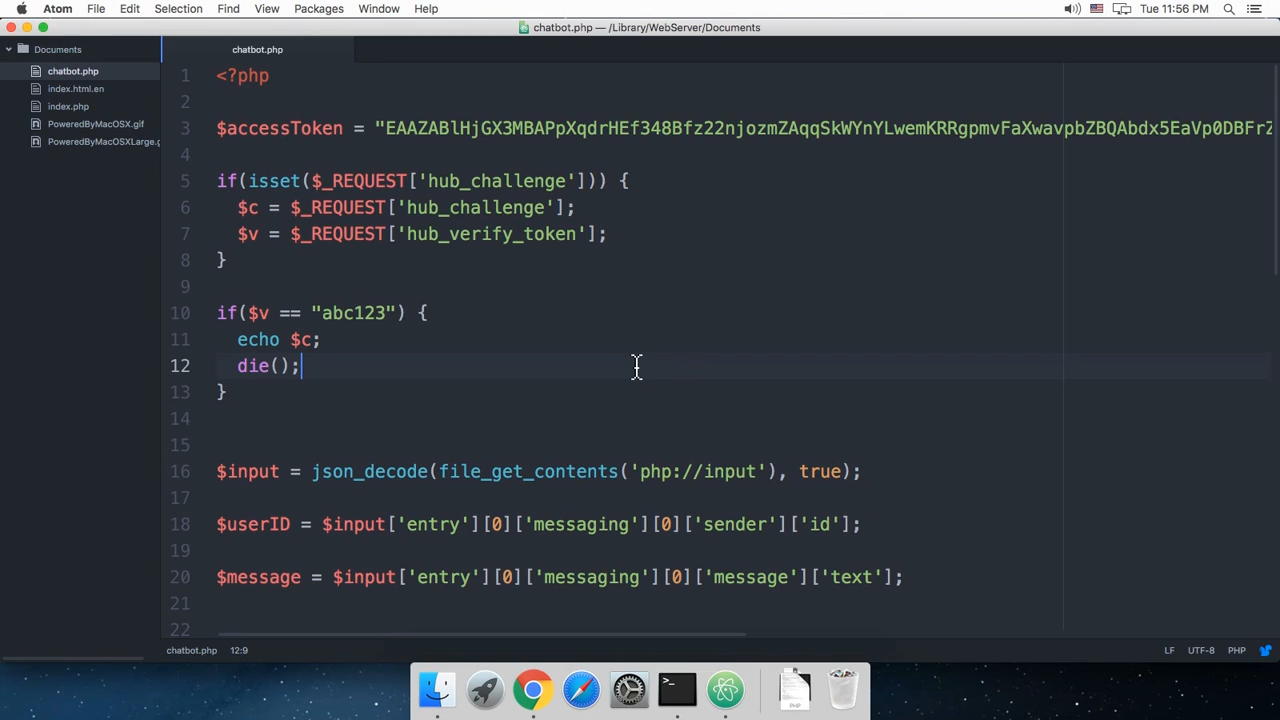 Atom File Edit Selection Find View Packages Window Help Tue 11:56 PM
chatbot.php — /Library/WebServer/Documents
Documents
chatbot.php
index.html.en
index.php
PoweredByMacOSX.gif
PoweredByMacOSXLarge.g
chatbot.php
1 <?php
2
3 $accessToken = "EAAZABlHjGX3MBAPpXqdrHEf348Bfz22njozmZAqqSkWYnYLwemKRRgpmvFaXwavpbZBQAbdx5EaVp0DBFrZ
4
5 if(isset($_REQUEST['hub_challenge'])) {
6 $c = $_REQUEST['hub_challenge'];
7 $v = $_REQUEST['hub_verify_token'];
8 }
9
10 if($v == "abc123") {
11 echo $c;
12 die();
13 }
14
15
16 $input = json_decode(file_get_contents('php://input'), true);
17
18 $userID = $input['entry'][0]['messaging'][0]['sender']['id'];
19
20 $message = $input['entry'][0]['messaging'][0]['message']['text'];
21
22
chatbot.php 12:9 LF UTF-8 PHP
PHP